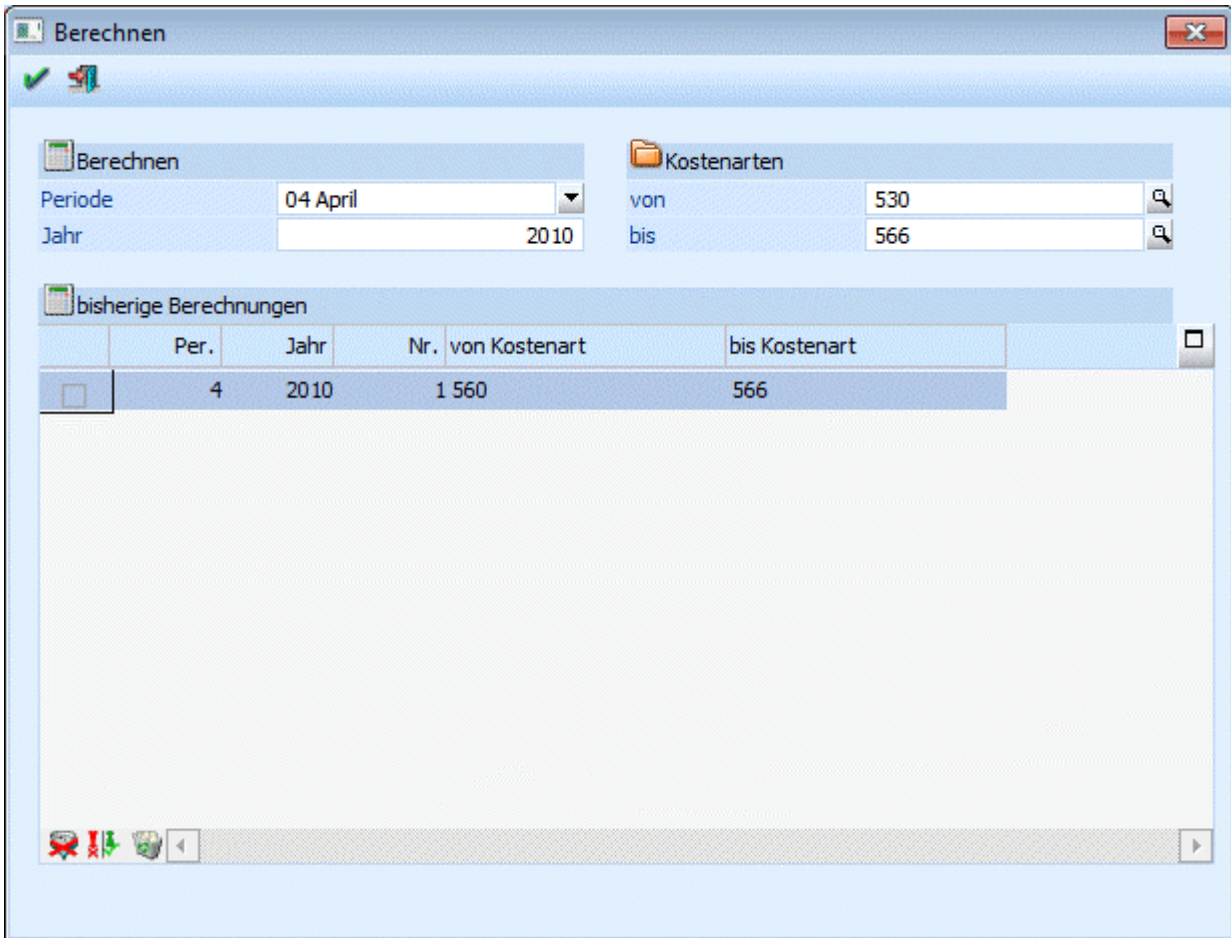 Berechnen
Berechnen
Kostenarten
Periode 04 April von 530
Jahr 2010 bis 566
bisherige Berechnungen
Per. Jahr Nr. von Kostenart bis Kostenart
4 2010 1 560 566